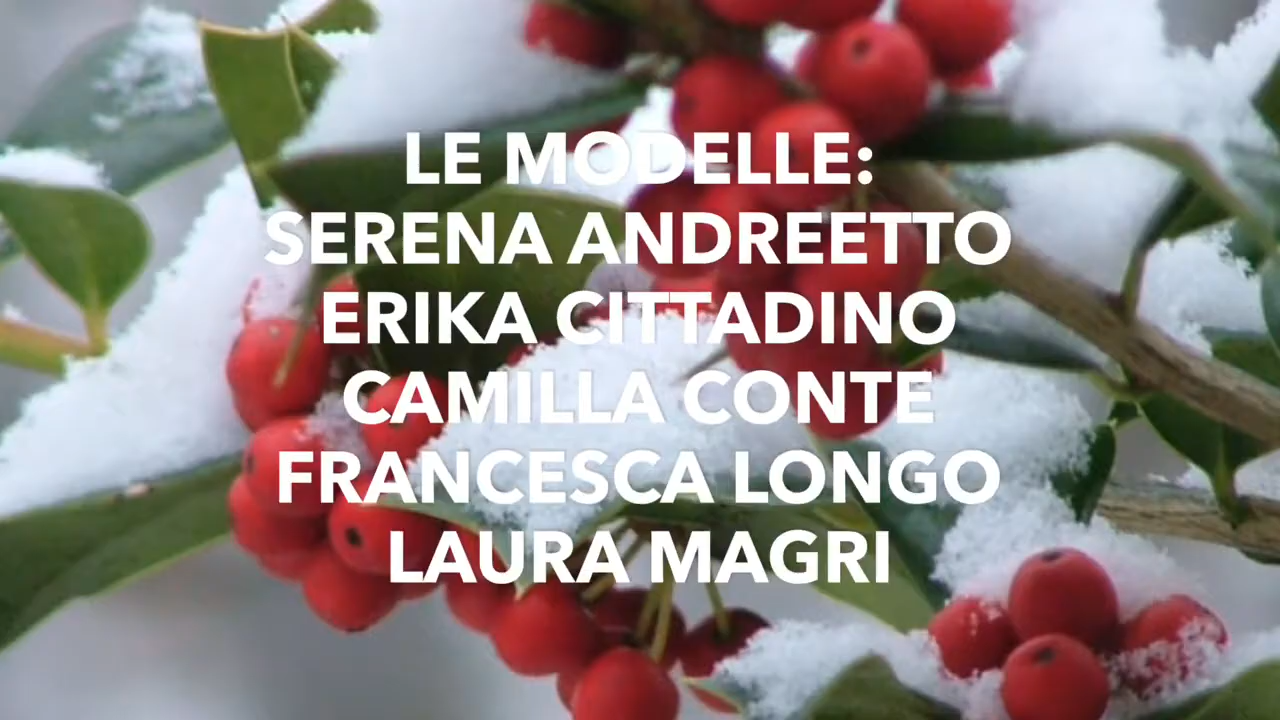 LE MODELLE:
SERENA ANDREETTO
ERIKA CITTADINO
CAMILLA CONTE
FRANCESCA LONGO
LAURA MAGRI